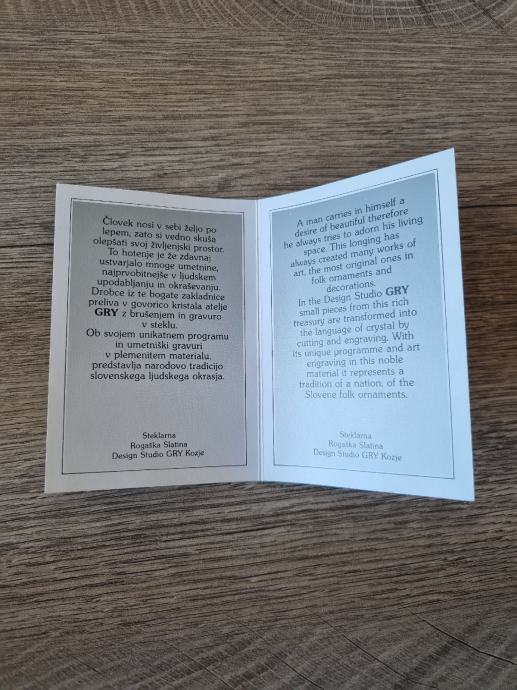 Človek nosi v sebi željo po
lepem, zato si vedno skuša
olepšati svoj življenjski prostor.
To hotenje je že zdavnaj
ustvarjalo mnoge umetnine,
najprvobitnejše v ljudskem
upodabljanju in okraševanju.
Drobce iz te bogate zakladnice
preliva v govorico kristala atelje
GRY z brušenjem in gravuro
v steklu.
Ob svojem unikatnem programu
in umetniški gravuri
v plemenitem materialu,
predstavlja narodovo tradicijo
slovenskega ljudskega okrasja.
Steklarna
Rogaška Slatina
Design Studio GRY Kozje
A man carries in himself a
desire of beautiful therefore
he always tries to adorn his living
space. This longing has
always created many works of
art, the most original ones in
folk ornaments and
decorations.
In the Design Studio GRY
small pieces from this rich
treasury are transformed into
the language of crystal by
cutting and engraving. With
its unique programme and art
engraving in this noble
material it represents a
tradition of a nation, of the
Slovene folk ornaments.
Steklarna
Rogaška Slatina
Design Studio GRY Kozje